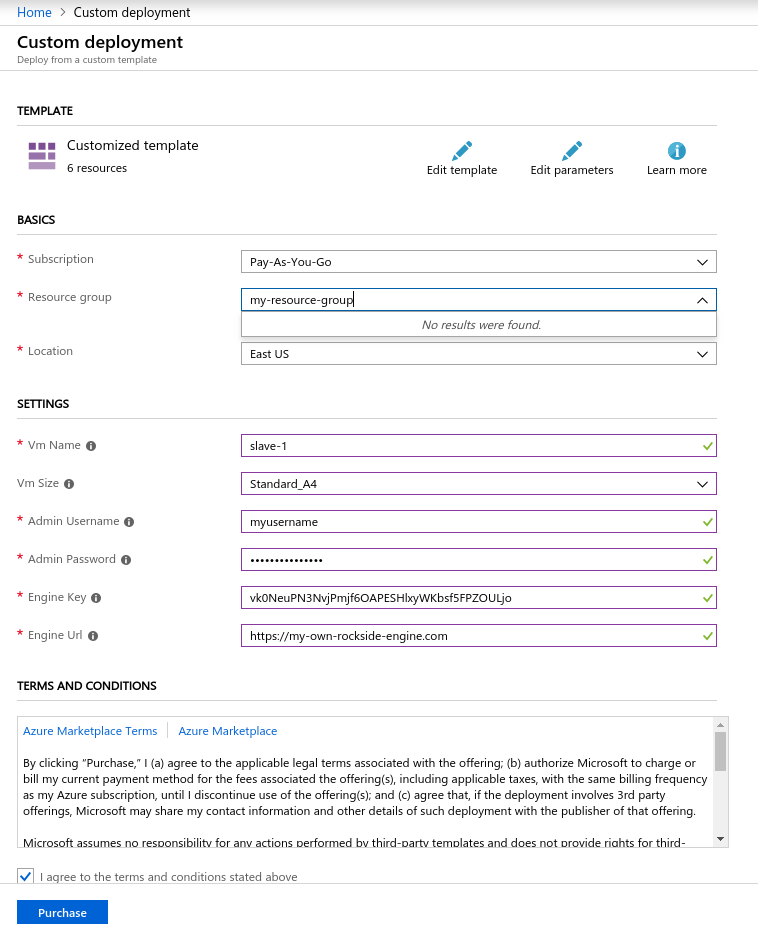 Home > Custom deployment
Custom deployment
Deploy from a custom template
TEMPLATE
Customized template
6 resources
Edit template
Edit parameters
Learn more
BASICS
* Subscription
Pay-As-You-Go
* Resource group
my-resource-group
No results were found.
* Location
East US
SETTINGS
* Vm Name
slave-1
Vm Size
Standard_A4
* Admin Username
myusername
* Admin Password
•••••••••••••••
* Engine Key
vk0NeuPN3NvjPmjf6OAPESHlxyWKbsf5FPZOULjo
* Engine Url
https://my-own-rockside-engine.com
TERMS AND CONDITIONS
Azure Marketplace Terms | Azure Marketplace
By clicking “Purchase,” I (a) agree to the applicable legal terms associated with the offering; (b) authorize Microsoft to charge or
bill my current payment method for the fees associated the offering(s), including applicable taxes, with the same billing frequency
as my Azure subscription, until I discontinue use of the offering(s); and (c) agree that, if the deployment involves 3rd party
offerings, Microsoft may share my contact information and other details of such deployment with the publisher of that offering.
Microsoft assumes no responsibility for any actions performed by third-party templates and does not provide rights for third-
I agree to the terms and conditions stated above
Purchase